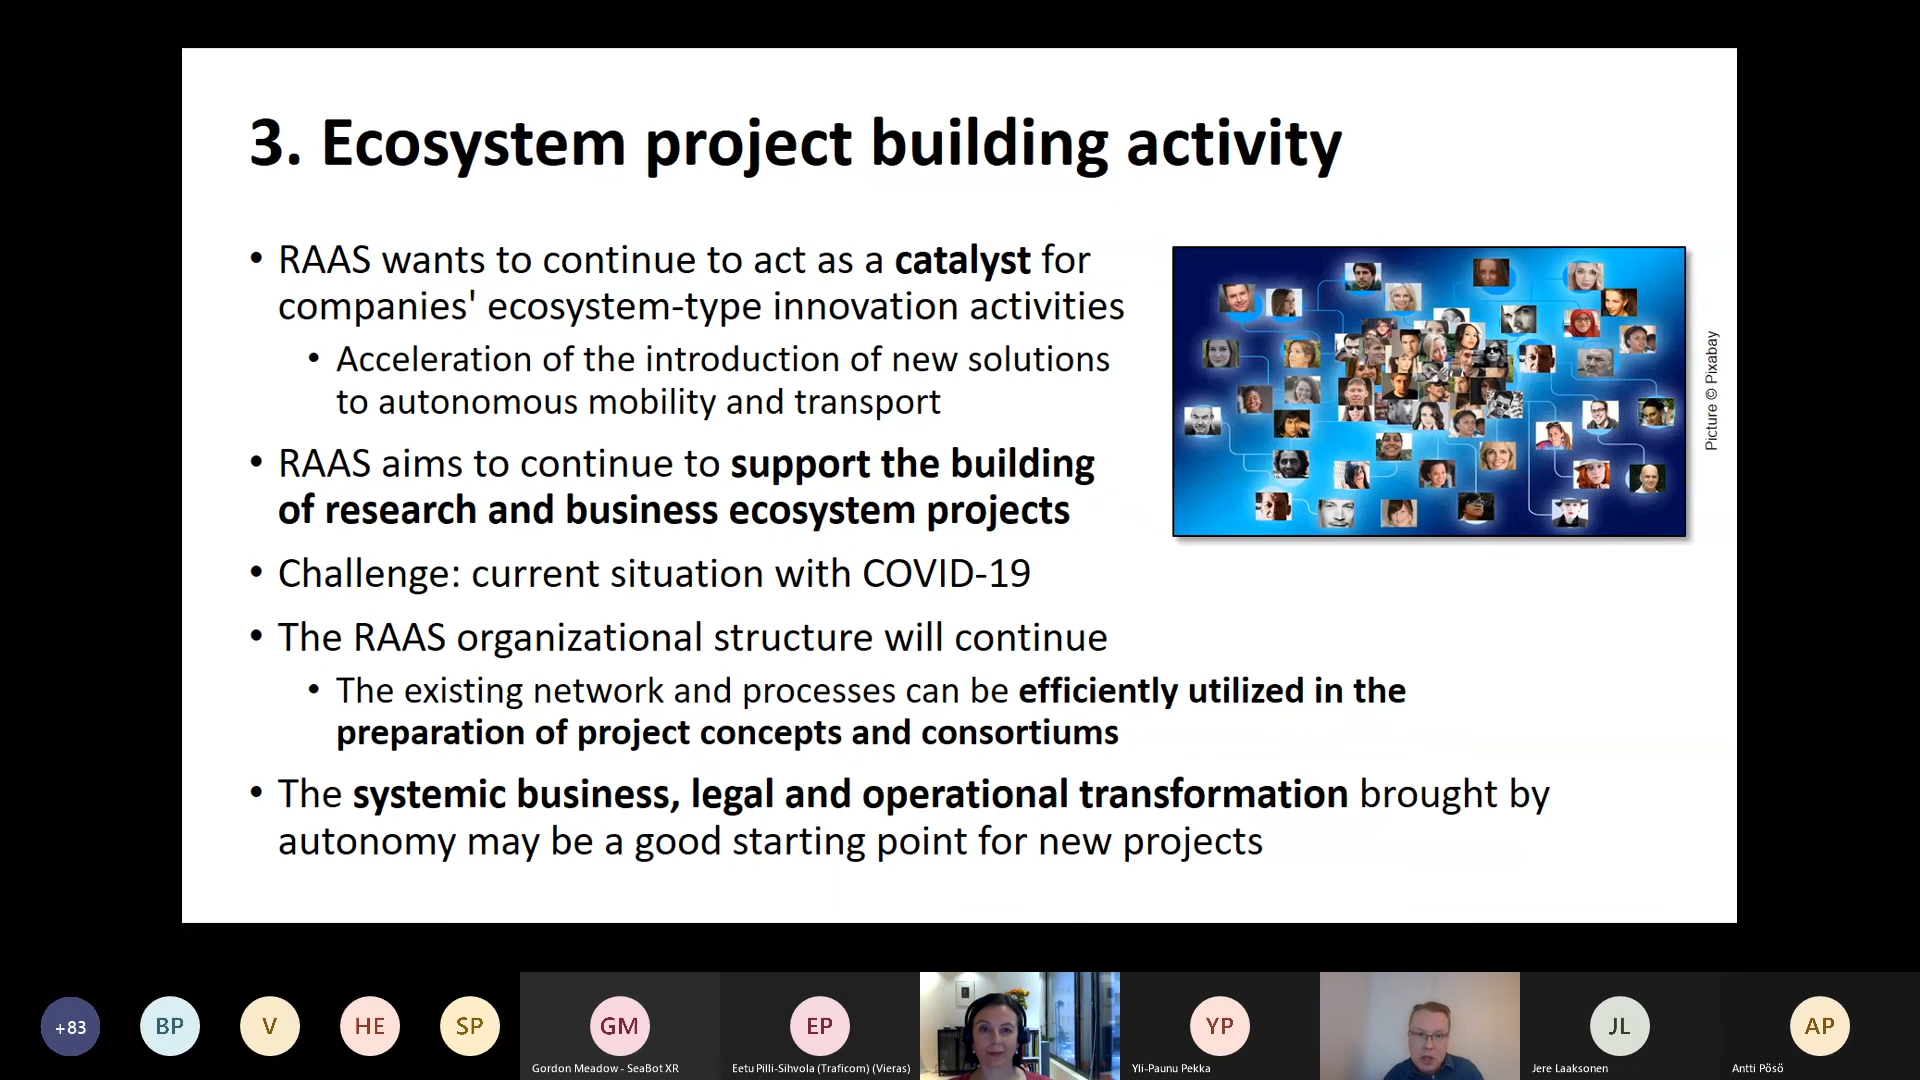 3. Ecosystem project building activity
• RAAS wants to continue to act as a catalyst for
companies' ecosystem-type innovation activities
• Acceleration of the introduction of new solutions
to autonomous mobility and transport
• RAAS aims to continue to support the building
of research and business ecosystem projects
• Challenge: current situation with COVID-19
• The RAAS organizational structure will continue
• The existing network and processes can be efficiently utilized in the
preparation of project concepts and consortiums
• The systemic business, legal and operational transformation brought by
autonomy may be a good starting point for new projects
Picture © Pixabay
+83
BP
V
HE
SP
GM
Gordon Meadow - SeaBot XR
EP
Eetu Pilli-Sihvola (Traficom) (Vieras)
YP
Yli-Paunu Pekka
JL
Jere Laaksonen
AP
Antti Pösö